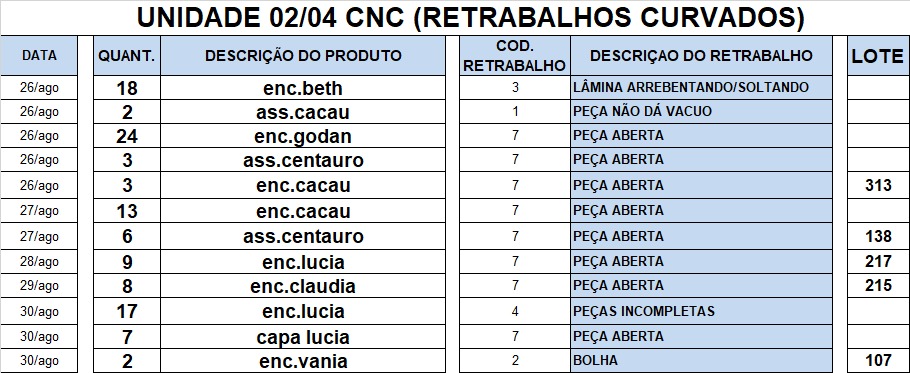 UNIDADE 02/04 CNC (RETRABALHOS CURVADOS)
DATA QUANT. DESCRIÇÃO DO PRODUTO COD. RETRABALHO DESCRIÇAO DO RETRABALHO LOTE
26/ago 18 enc.beth 3 LÂMINA ARREBENTANDO/SOLTANDO
26/ago 2 ass.cacau 1 PEÇA NÃO DÁ VACUO
26/ago 24 enc.godan 7 PEÇA ABERTA
26/ago 3 ass.centauro 7 PEÇA ABERTA
26/ago 3 enc.cacau 7 PEÇA ABERTA 313
27/ago 13 enc.cacau 7 PEÇA ABERTA
27/ago 6 ass.centauro 7 PEÇA ABERTA 138
28/ago 9 enc.lucia 7 PEÇA ABERTA 217
29/ago 8 enc.claudia 7 PEÇA ABERTA 215
30/ago 17 enc.lucia 4 PEÇAS INCOMPLETAS
30/ago 7 capa lucia 7 PEÇA ABERTA
30/ago 2 enc.vania 2 BOLHA 107